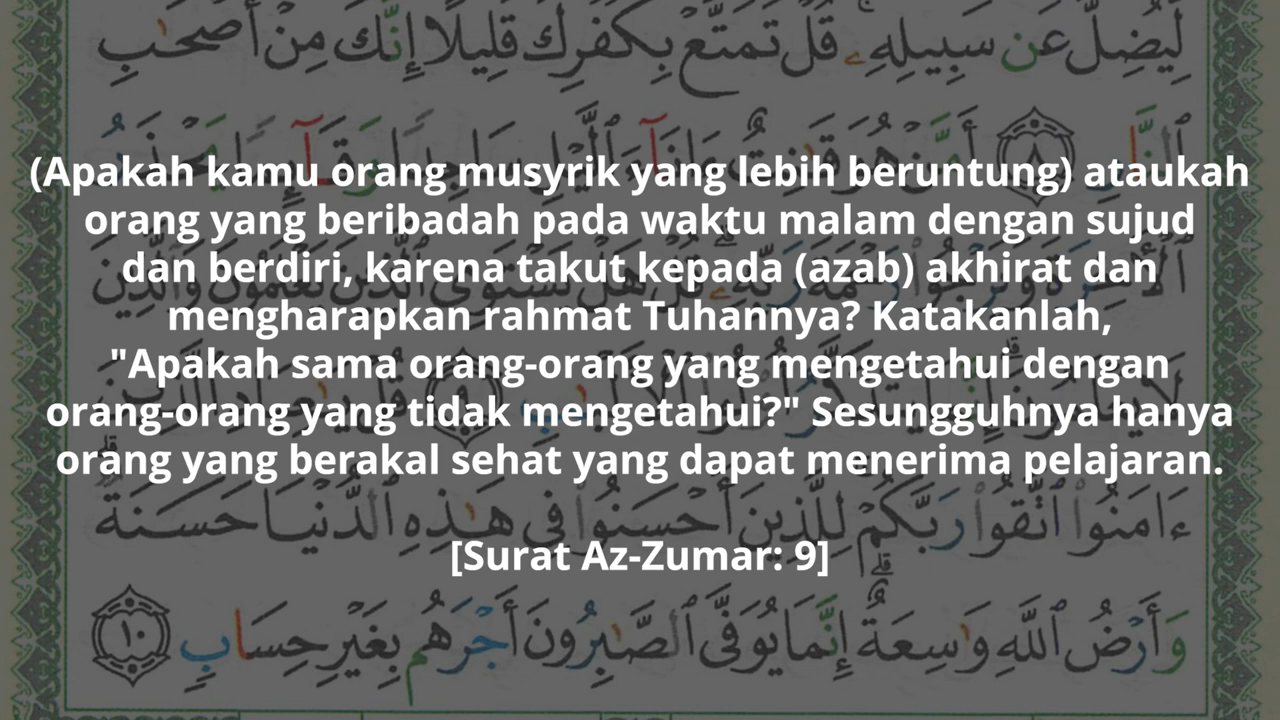 لِيُضِلَّ عَن سَبِيلِهِۦ ۚ قُلْ تَمَتَّعْ بِكُفْرِكَ قَلِيلًا إِنَّكَ مِنْ أَصْحَٰبِ
(Apakah kamu orang musyrik yang lebih beruntung) ataukah
orang yang beribadah pada waktu malam dengan sujud
dan berdiri, karena takut kepada (azab) akhirat dan
mengharapkan rahmat Tuhannya? Katakanlah,
"Apakah sama orang-orang yang mengetahui dengan
orang-orang yang tidak mengetahui?" Sesungguhnya hanya
orang yang berakal sehat yang dapat menerima pelajaran.
ءَامَنُوا۟ ٱتَّقُوا۟ رَبَّكُمْ ۚ لِلَّذِينَ أَحْسَنُوا۟ فِى هَٰذِهِ ٱلدُّنْيَا حَسَنَةٌ ۗ
[Surat Az-Zumar: 9]
وَأَرْضُ ٱللَّهِ وَٰسِعَةٌ ۗ إِنَّمَا يُوَفَّى ٱلصَّٰبِرُونَ أَجْرَهُم بِغَيْرِ حِسَابٍ ١٠